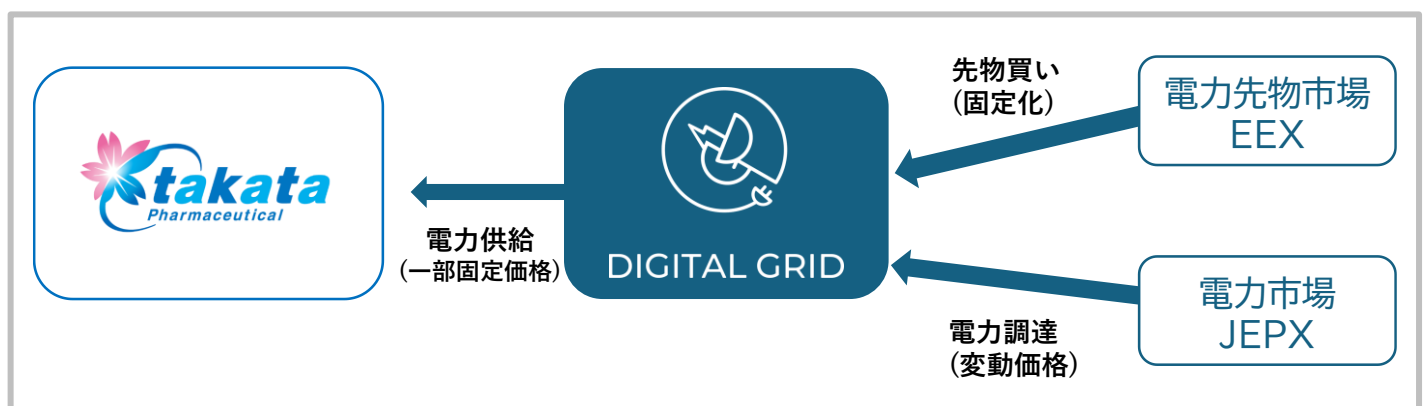 takata
Pharmaceutical
電力供給
(一部固定価格)
DIGITAL GRID
先物買い
(固定化)
電力先物市場
EEX
電力調達
(変動価格)
電力市場
JEPX